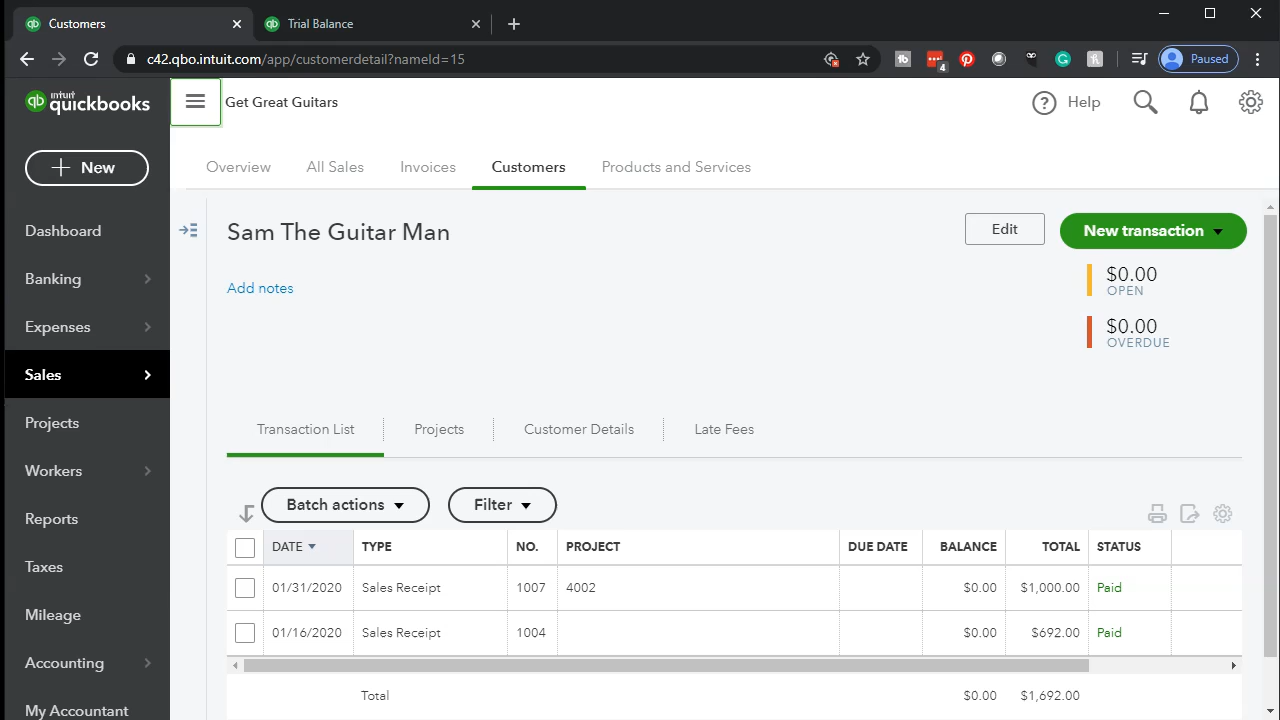 Customers
Trial Balance
c42.qbo.intuit.com/app/customerdetail?nameId=15
4
Paused
qb intuit quickbooks
Get Great Guitars
Help
New
Overview
All Sales
Invoices
Customers
Products and Services
Dashboard
Banking
Expenses
Sales
Projects
Workers
Reports
Taxes
Mileage
Accounting
My Accountant
Sam The Guitar Man
Edit
New transaction
Add notes
$0.00
OPEN
$0.00
OVERDUE
Transaction List
Projects
Customer Details
Late Fees
Batch actions
Filter
DATE TYPE NO. PROJECT DUE DATE BALANCE TOTAL STATUS
01/31/2020 Sales Receipt 1007 4002 $0.00 $1,000.00 Paid
01/16/2020 Sales Receipt 1004 $0.00 $692.00 Paid
Total $0.00 $1,692.00